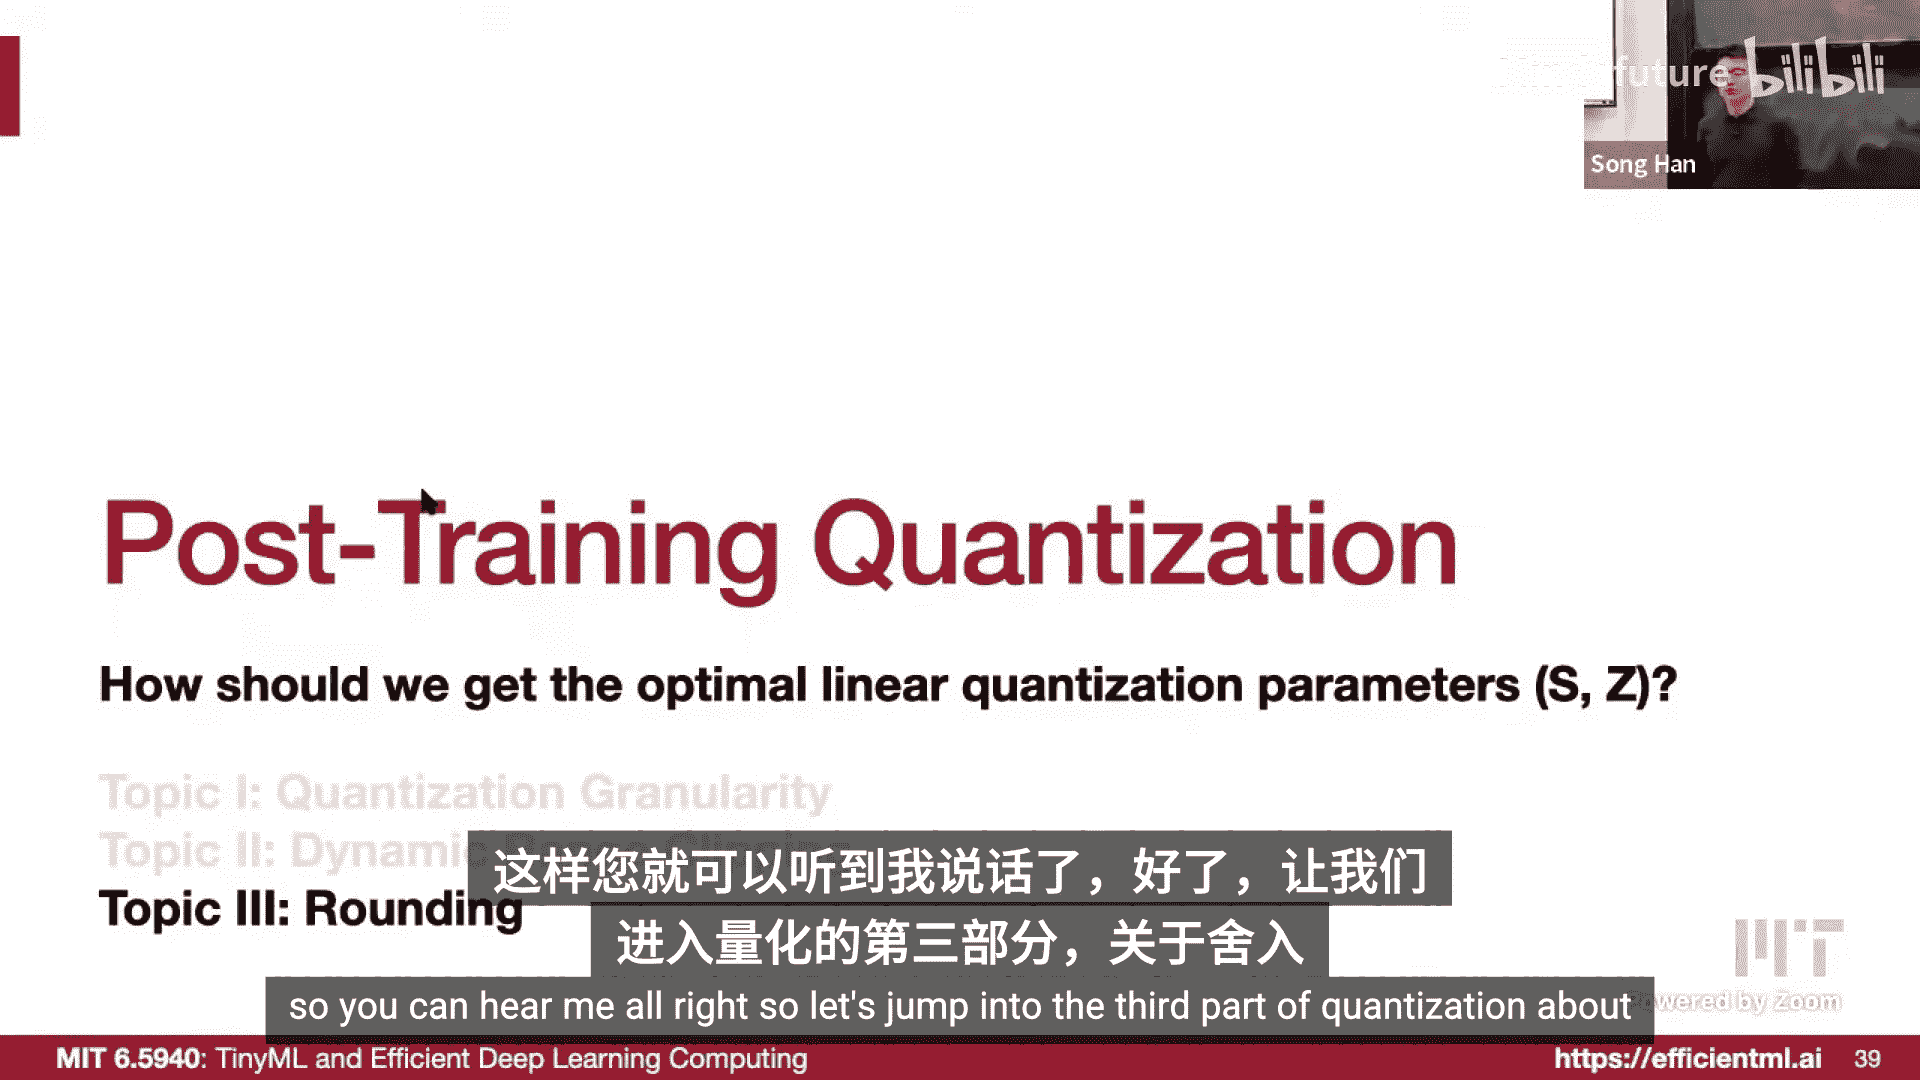 future bilibili
Song Han
Post-Training Quantization
How should we get the optimal linear quantization parameters (S, Z)?
Topic I: Quantization Granularity
Topic II: Dynamic
Topic III: Rounding
这样您就可以听到我说话了，好了，让我们
进入量化的第三部分，关于舍入
so you can hear me all right so let's jump into the third part of quantization about
MIT
Powered by Zoom
MIT 6.5940: TinyML and Efficient Deep Learning Computing
https://efficientml.ai
39